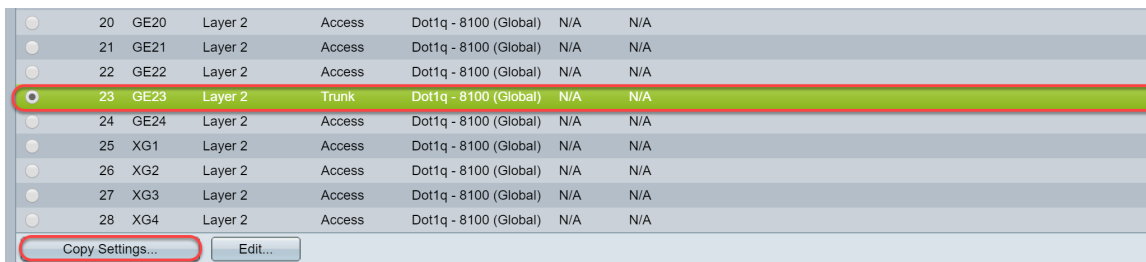 20 GE20 Layer 2 Access Dot1q - 8100 (Global) N/A N/A
21 GE21 Layer 2 Access Dot1q - 8100 (Global) N/A N/A
22 GE22 Layer 2 Access Dot1q - 8100 (Global) N/A N/A
23 GE23 Layer 2 Trunk Dot1q - 8100 (Global) N/A N/A
24 GE24 Layer 2 Access Dot1q - 8100 (Global) N/A N/A
25 XG1 Layer 2 Access Dot1q - 8100 (Global) N/A N/A
26 XG2 Layer 2 Access Dot1q - 8100 (Global) N/A N/A
27 XG3 Layer 2 Access Dot1q - 8100 (Global) N/A N/A
28 XG4 Layer 2 Access Dot1q - 8100 (Global) N/A N/A
Copy Settings... Edit...